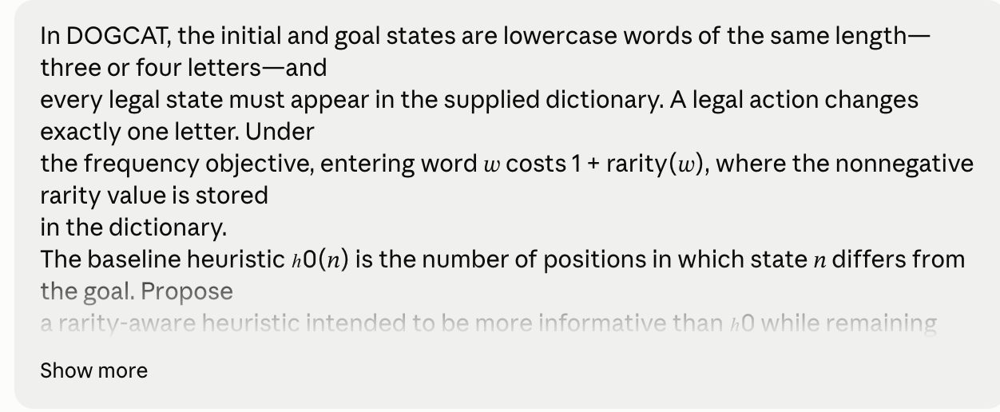 In DOGCAT, the initial and goal states are lowercase words of the same length—
three or four letters—and
every legal state must appear in the supplied dictionary. A legal action changes
exactly one letter. Under
the frequency objective, entering word w costs 1 + rarity(w), where the nonnegative
rarity value is stored
in the dictionary.
The baseline heuristic h0(n) is the number of positions in which state n differs from
the goal. Propose
a rarity-aware heuristic intended to be more informative than h0 while remaining
Show more